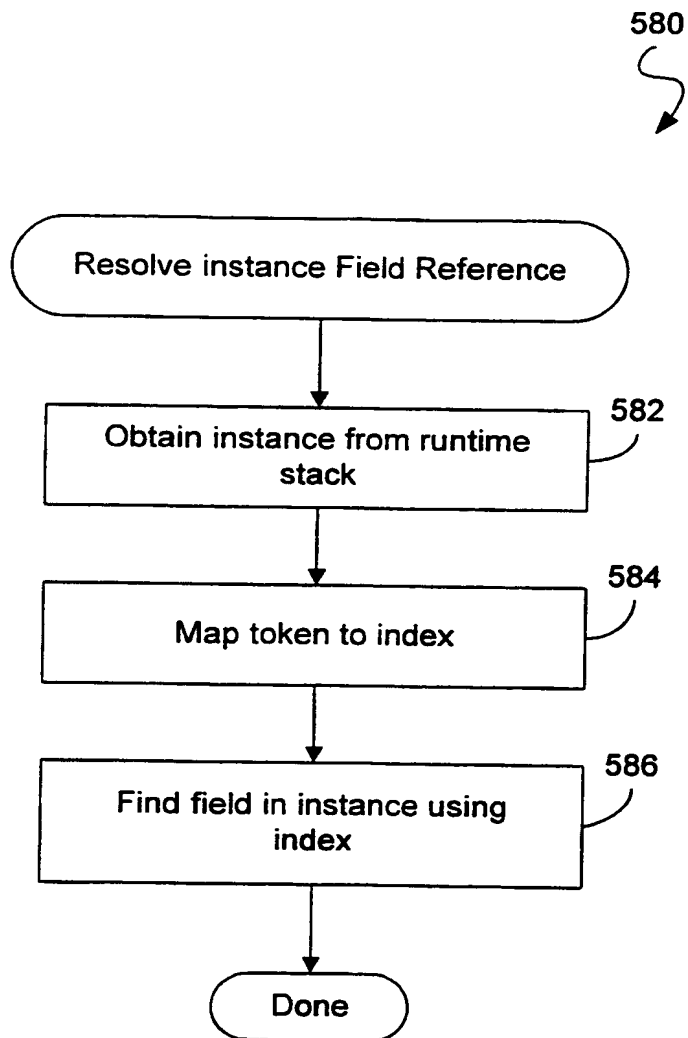 580
Resolve instance Field Reference
582
Obtain instance from runtime
stack
584
Map token to index
586
Find field in instance using
index
Done